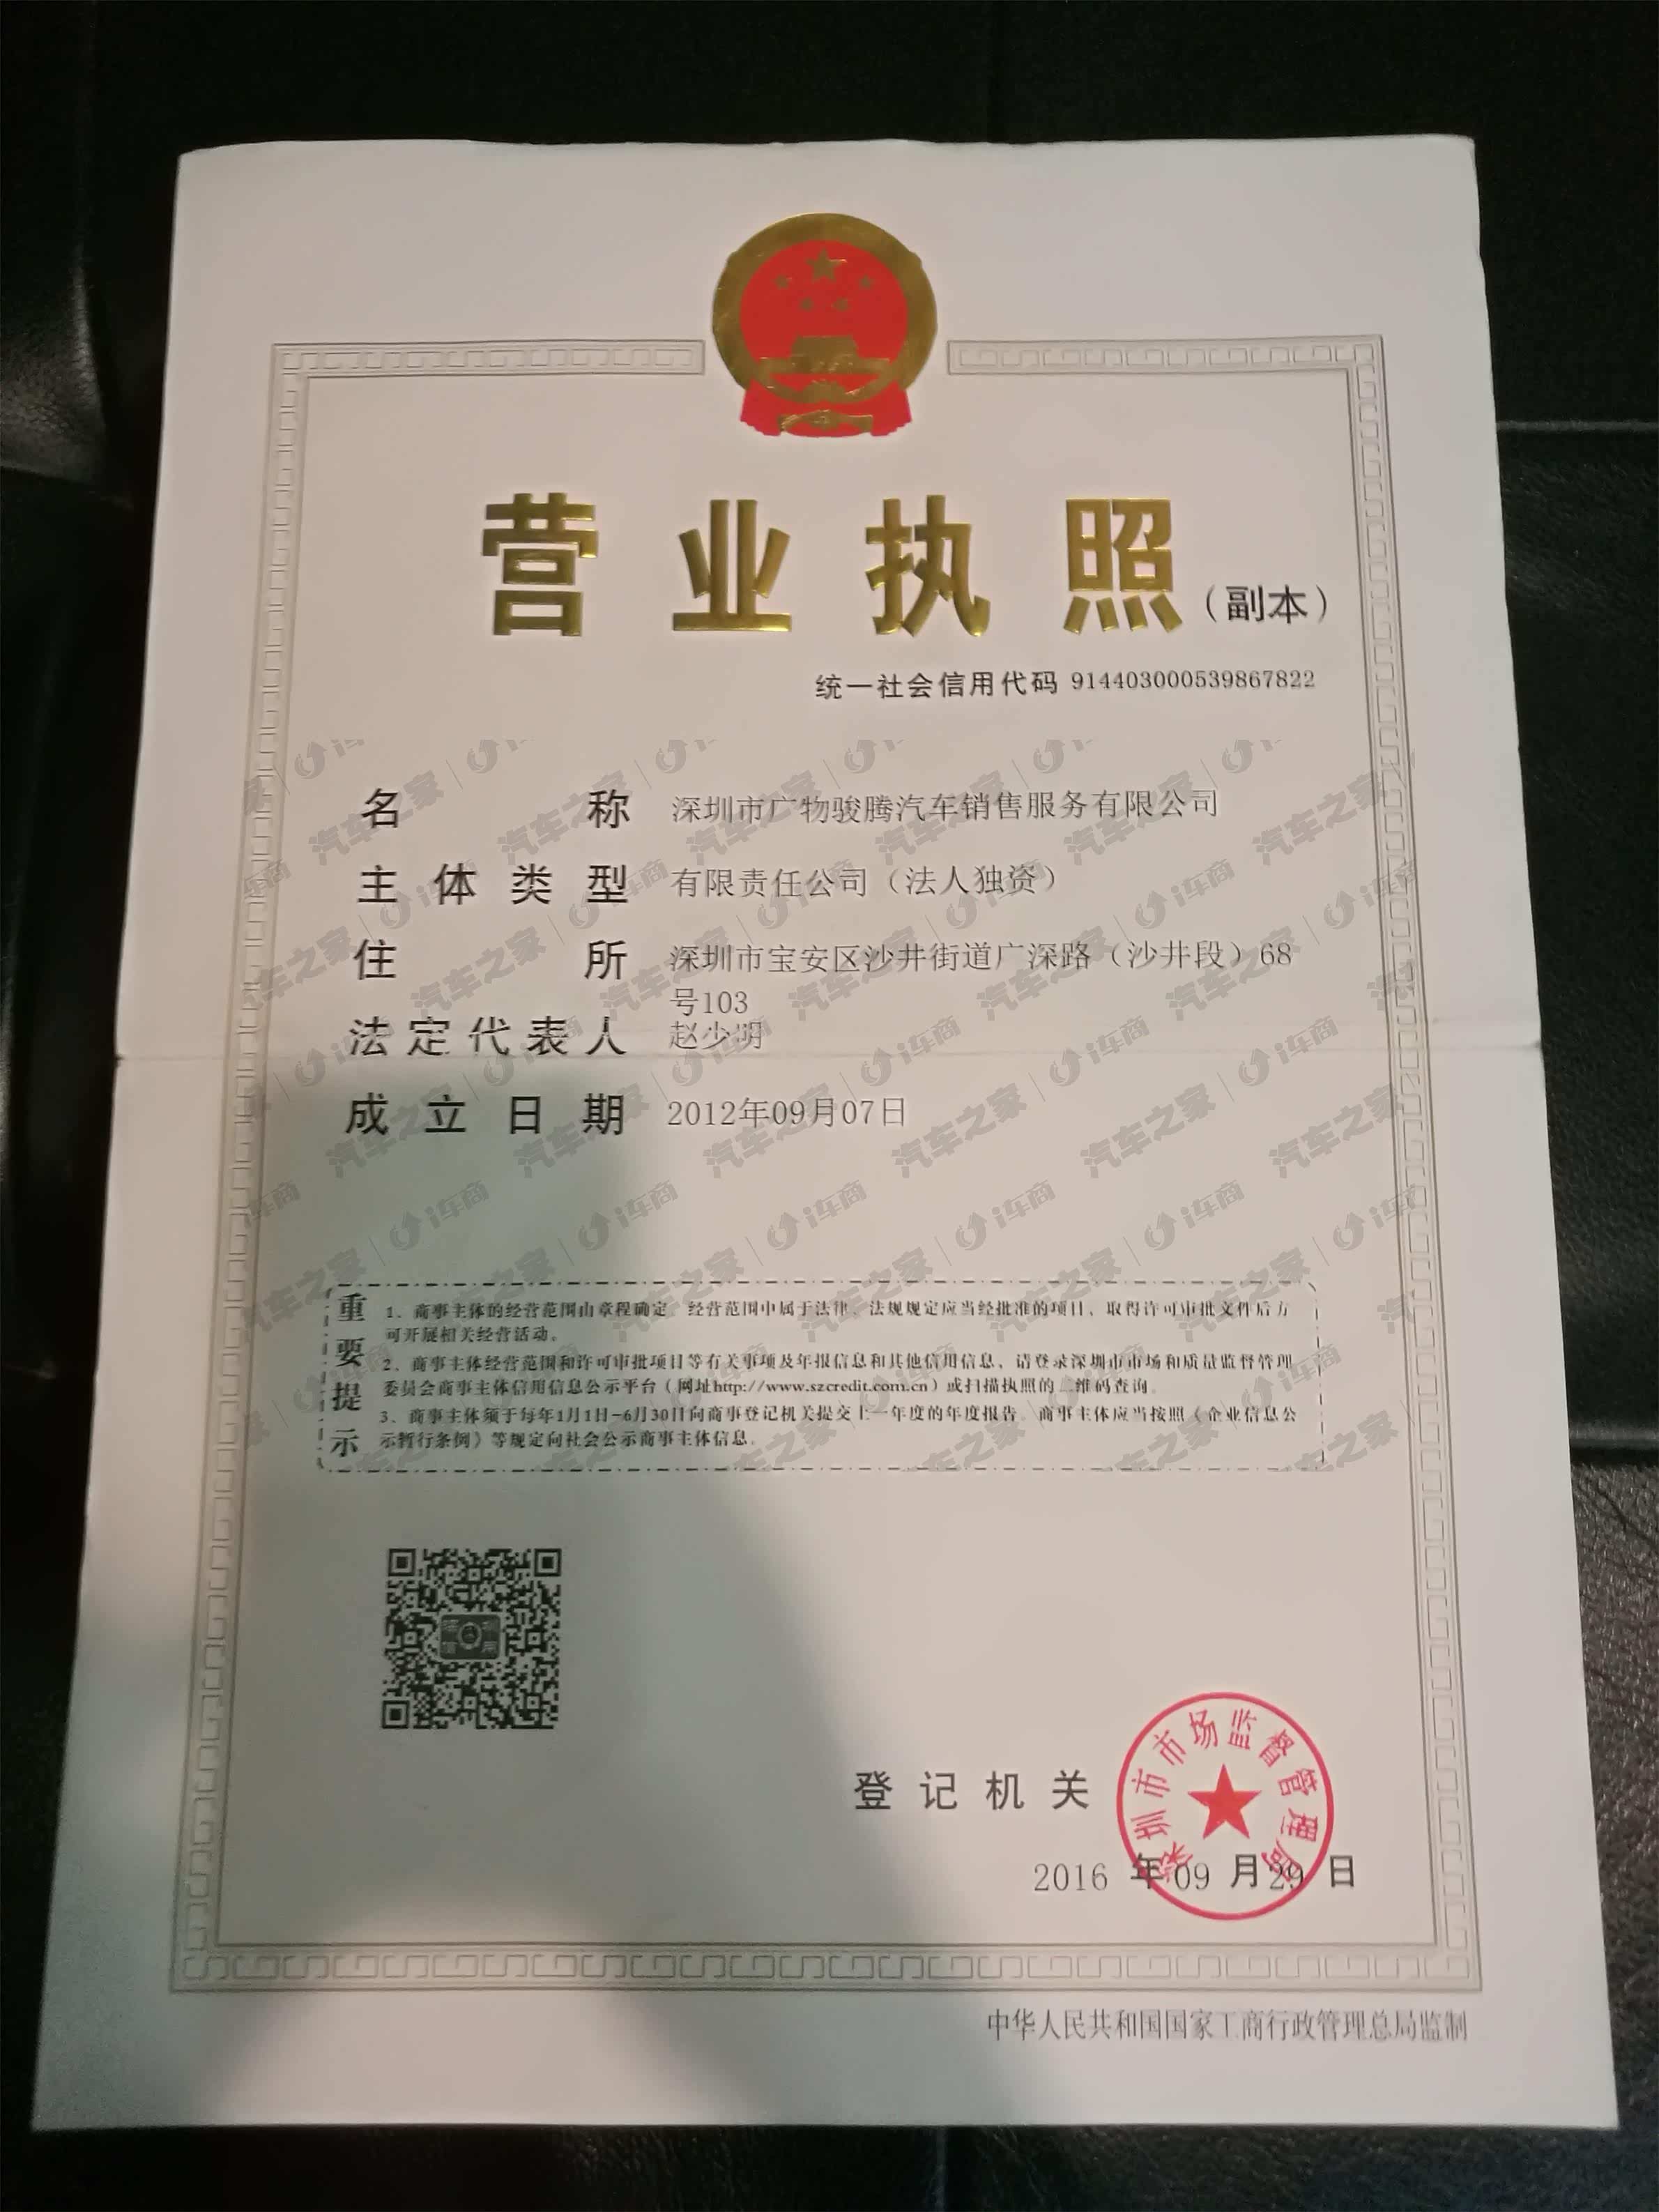 营业执照(副本)
统一社会信用代码 914403000539867822
名称 深圳市广物骏腾汽车销售服务有限公司
主体类型 有限责任公司（法人独资）
住所 深圳市宝安区沙井街道广深路（沙井段）68
号103
法定代表人 赵少明
成立日期 2012年09月07日
重要提示
1、商事主体的经营范围由章程确定。经营范围中属于法律、法规规定应当经批准的项目、取得许可审批文件后方
可开展相关经营活动。
2、商事主体经营范围和许可审批项目等有关事项及年报信息和其他信用信息、请登录深圳市市场和质量监督管理
委员会商事主体信用信息公示平台（网址http://www.szcredit.com.cn）或扫描执照的二维码查询。
3、商事主体须于每年1月1日-6月30日向商事登记机关提交上一年度的年度报告。商事主体应当按照《企业信息公
示暂行条例》等规定向社会公示商事主体信息。
登记机关
深圳市市场监督管理局
2016 年 09 月 29 日
中华人民共和国国家工商行政管理总局监制
汽车之家 i车商